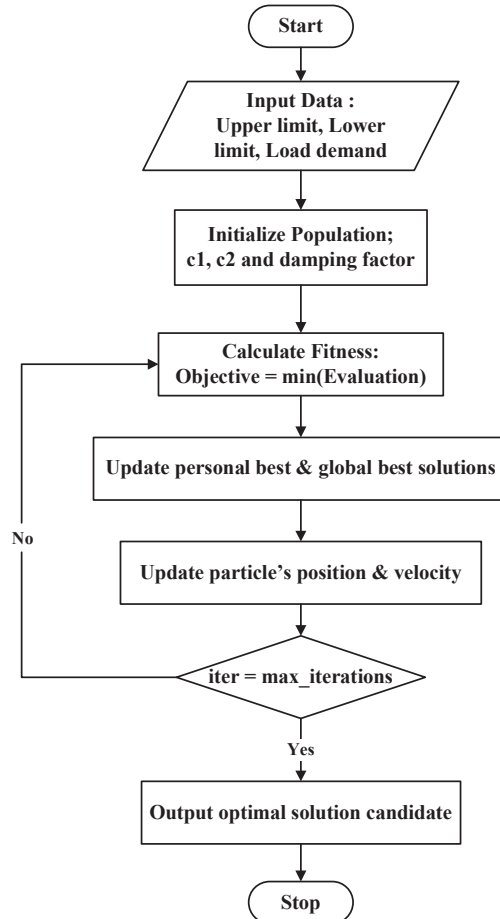 Start
Input Data :
Upper limit, Lower
limit, Load demand
Initialize Population;
c1, c2 and damping factor
Calculate Fitness:
Objective = min(Evaluation)
Update personal best & global best solutions
No
Update particle’s position & velocity
iter = max_iterations
Yes
Output optimal solution candidate
Stop